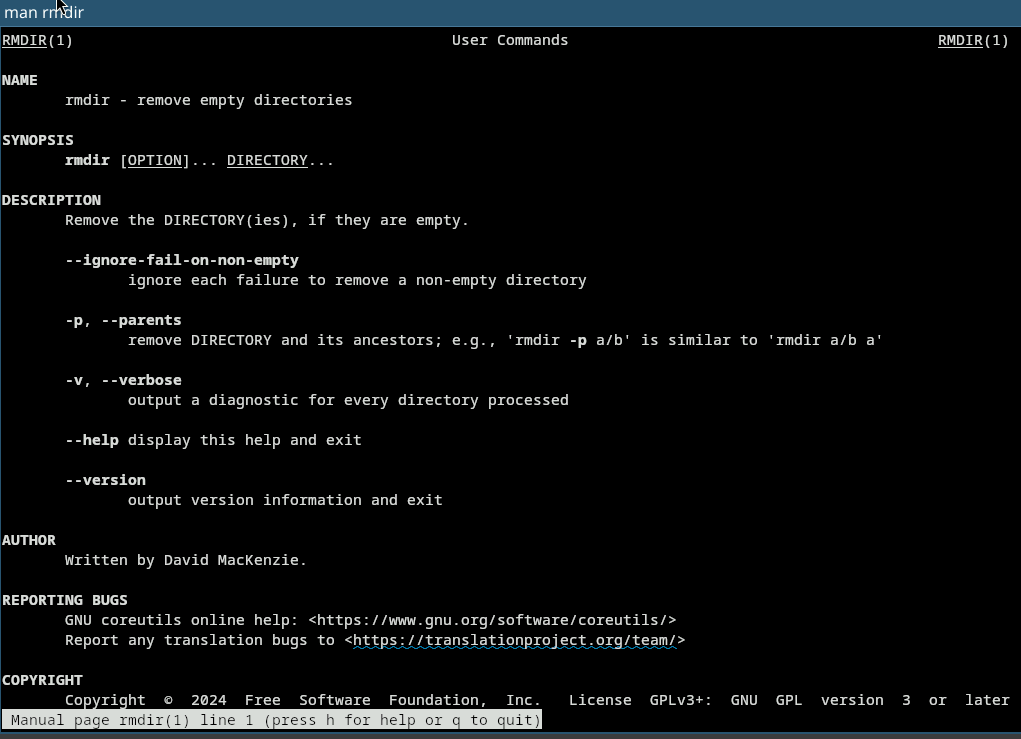 man rmdir
RMDIR(1) User Commands RMDIR(1)
NAME
rmdir - remove empty directories
SYNOPSIS
rmdir [OPTION]... DIRECTORY...
DESCRIPTION
Remove the DIRECTORY(ies), if they are empty.
--ignore-fail-on-non-empty
ignore each failure to remove a non-empty directory
-p, --parents
remove DIRECTORY and its ancestors; e.g., 'rmdir -p a/b' is similar to 'rmdir a/b a'
-v, --verbose
output a diagnostic for every directory processed
--help display this help and exit
--version
output version information and exit
AUTHOR
Written by David MacKenzie.
REPORTING BUGS
GNU coreutils online help: <https://www.gnu.org/software/coreutils/>
Report any translation bugs to <https://translationproject.org/team/>
COPYRIGHT
Copyright © 2024 Free Software Foundation, Inc. License GPLv3+: GNU GPL version 3 or later
Manual page rmdir(1) line 1 (press h for help or q to quit)